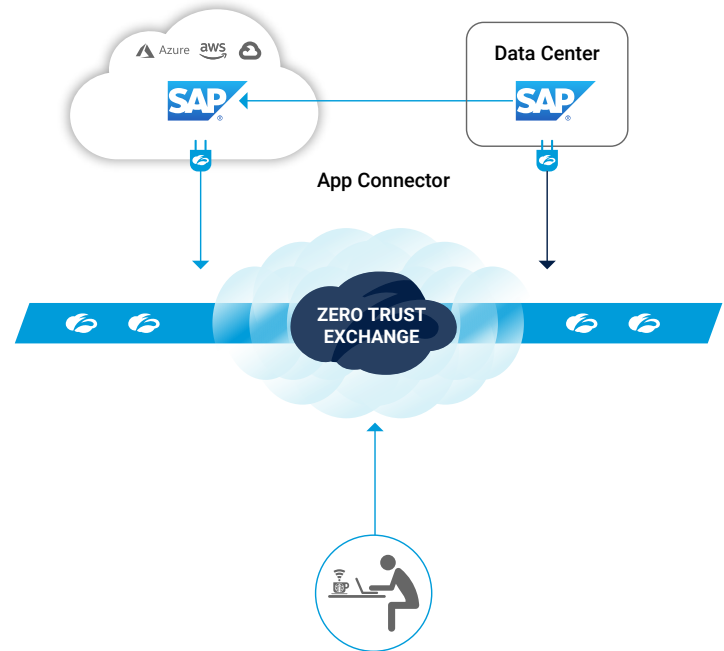 Azure
aws
Data Center
SAP
®
SAP
®
App Connector
ZERO TRUST
EXCHANGE